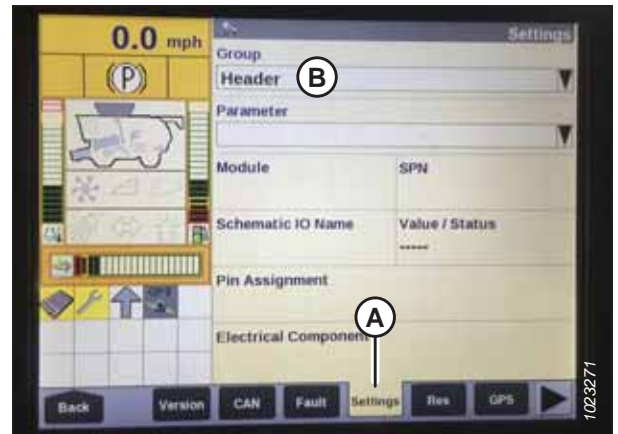 0.0 mph
Settings
Group
Header
B
(P)
Parameter
Module
SPN
Schematic IO Name
Value / Status
-----
Pin Assignment
A
Electrical Component
Back
Version
CAN
Fault
Settings
Res
GPS
1023271